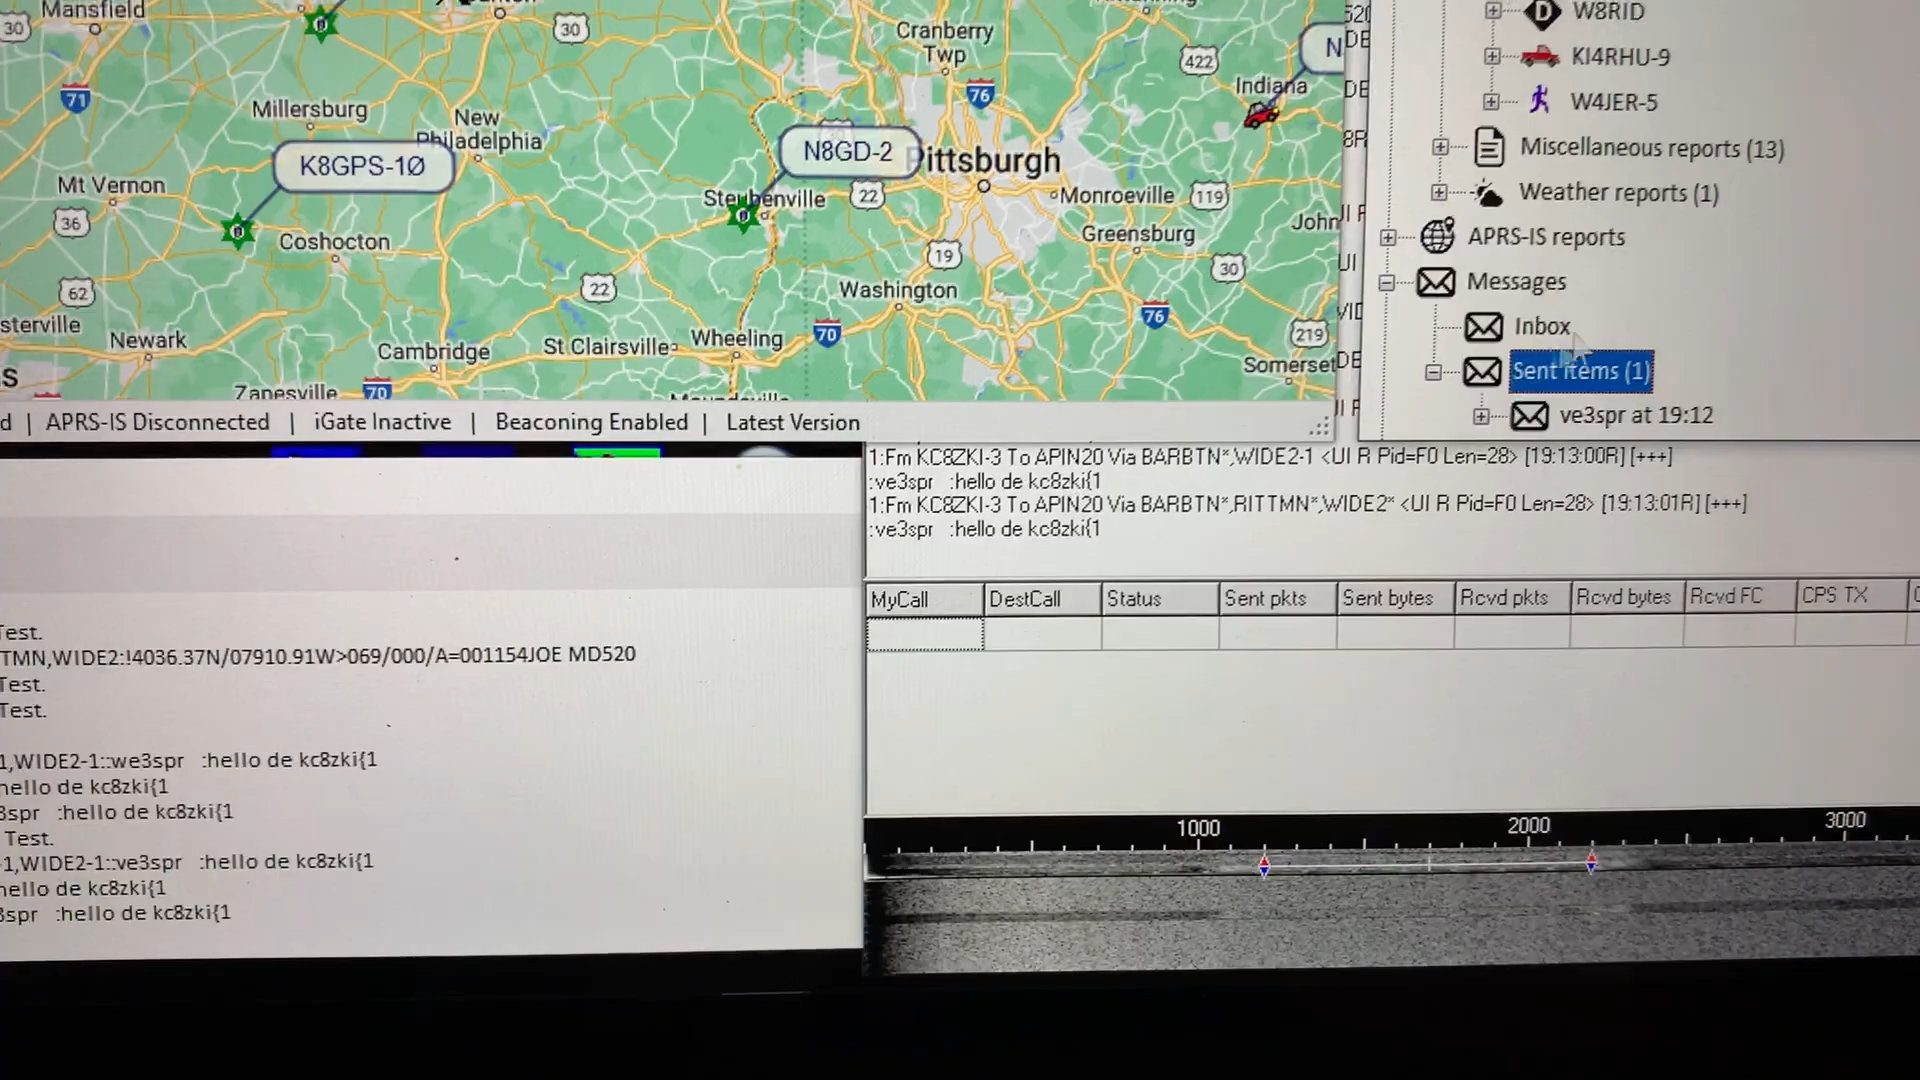 Mansfield
30
30
Cranberry
Twp
422
76
71
Millersburg
New
Philadelphia
Indiana
N
K8GPS-1Ø
N8GD-2
Pittsburgh
Mt Vernon
36
Steubenville
22
Monroeville
119
Coshocton
Greensburg
John
19
30
62
22
Washington
76
sterville
Newark
Cambridge
St Clairsville
Wheeling
70
219
Somerset
Zanesville
70
d | APRS-IS Disconnected | iGate Inactive | Beaconing Enabled | Latest Version
W8RID
KI4RHU-9
W4JER-5
Miscellaneous reports (13)
Weather reports (1)
APRS-IS reports
Messages
Inbox
Sent items (1)
ve3spr at 19:12
1:Fm KC8ZKI-3 To APIN20 Via BARBTN*,WIDE2-1 <UI R Pid=F0 Len=28> [19:13:00R] [+++]
:ve3spr :hello de kc8zki{1
1:Fm KC8ZKI-3 To APIN20 Via BARBTN*,RITTMN*,WIDE2* <UI R Pid=F0 Len=28> [19:13:01R] [+++]
:ve3spr :hello de kc8zki{1
MyCall DestCall Status Sent pkts Sent bytes Rcvd pkts Rcvd bytes Rcvd FC CPS TX
1000 2000 3000
Test.
TMN,WIDE2:!4036.37N/07910.91W>069/000/A=001154JOE MD520
Test.
Test.
1,WIDE2-1::we3spr :hello de kc8zki{1
hello de kc8zki{1
3spr :hello de kc8zki{1
Test.
-1,WIDE2-1::ve3spr :hello de kc8zki{1
hello de kc8zki{1
3spr :hello de kc8zki{1